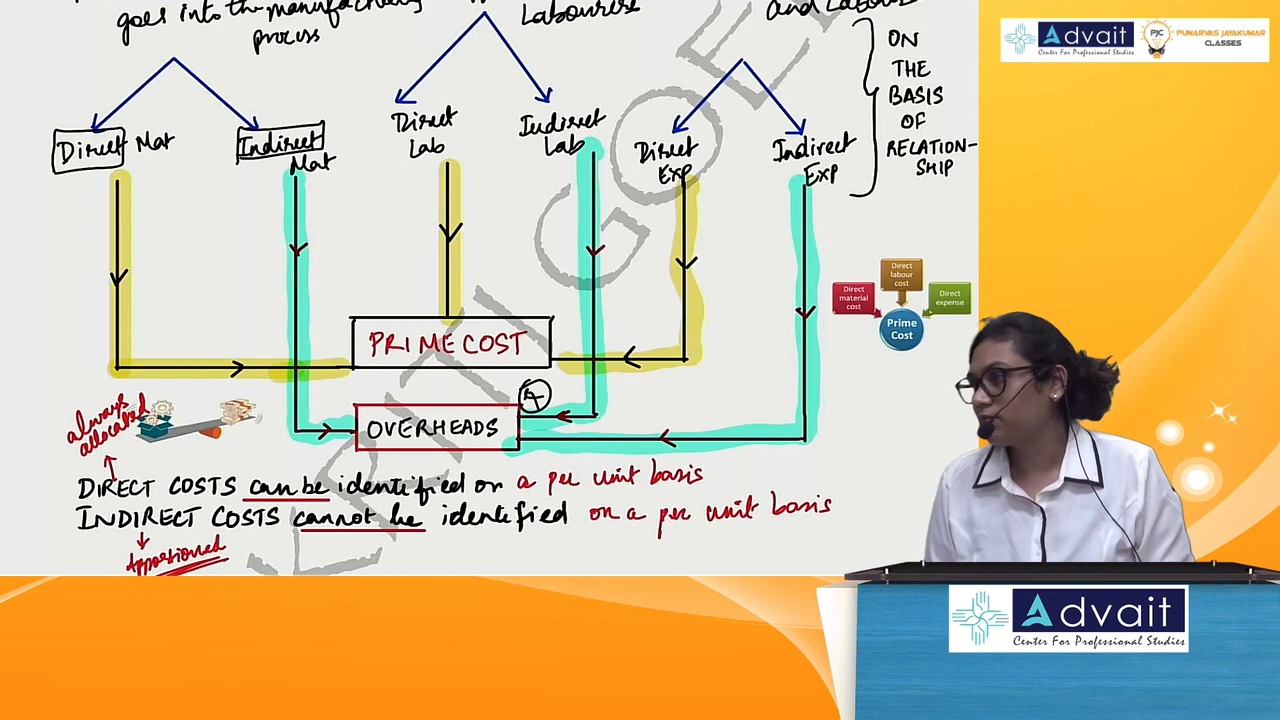 goes into the manufacturing
process
Labourers
and Labour
Direct Mat
Indirect
Mat
Direct
Lab
Indirect
Lab
Direct
Exp
Indirect
EXP
ON
THE
BASIS
OF
RELATION-
SHIP
PRIME COST
OVERHEADS
always
allocated
DIRECT COSTS can be identified on a per unit basis
INDIRECT COSTS cannot be identified on a per unit basis
Apportioned
Direct
labour
cost
Direct
material
cost
Direct
expense
Prime
Cost
Advait
Center For Professional Studies
PJC
PUNARVAS JAYAKUMAR
CLASSES
Advait
Center For Professional Studies